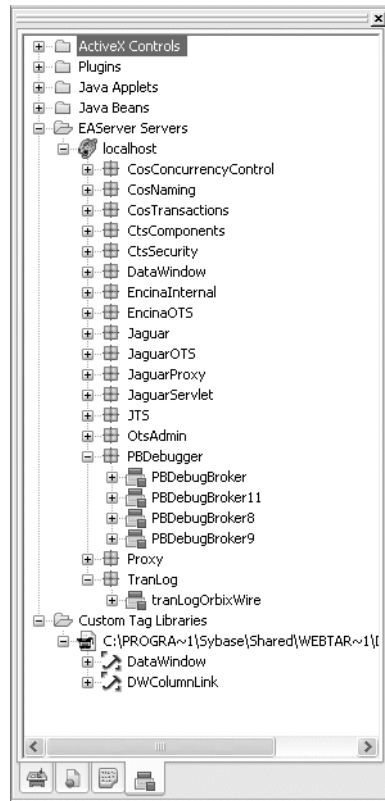 ActiveX Controls
Plugins
Java Applets
Java Beans
EAServer Servers
localhost
CosConcurrencyControl
CosNaming
CosTransactions
CtsComponents
CtsSecurity
DataWindow
EncinaInternal
EncinaOTS
Jaguar
JaguarOTS
JaguarProxy
JaguarServlet
JTS
OtsAdmin
PBDebugger
PBDebugBroker
PBDebugBroker11
PBDebugBroker8
PBDebugBroker9
Proxy
TranLog
tranLogOrbixWire
Custom Tag Libraries
C:\PROGRA~1\Sybase\Shared\WEBTAR~1\
DataWindow
DWColumnLink